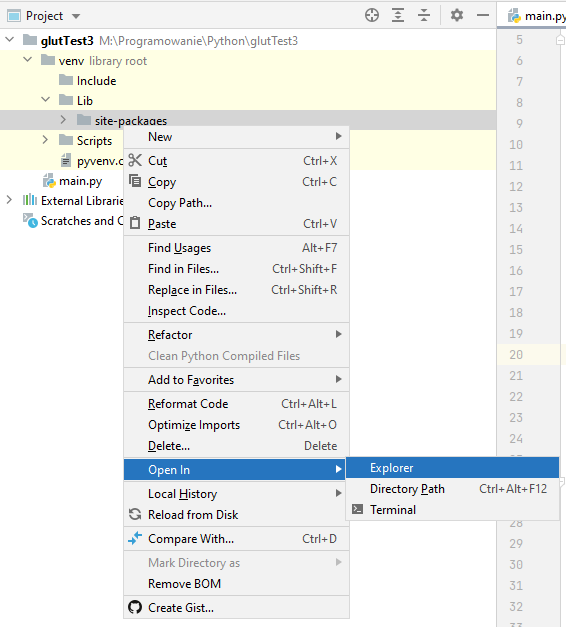 Project
main.py
glutTest3 M:\Programowanie\Python\glutTest3
venv library root
Include
Lib
site-packages
Scripts
pyvenv.c
main.py
External Librarie
Scratches and C
New
Cut Ctrl+X
Copy Ctrl+C
Copy Path...
Paste Ctrl+V
Find Usages Alt+F7
Find in Files... Ctrl+Shift+F
Replace in Files... Ctrl+Shift+R
Inspect Code...
Refactor
Clean Python Compiled Files
Add to Favorites
Reformat Code Ctrl+Alt+L
Optimize Imports Ctrl+Alt+O
Delete... Delete
Open In
Local History
Reload from Disk
Compare With... Ctrl+D
Mark Directory as
Remove BOM
Create Gist...
Explorer
Directory Path Ctrl+Alt+F12
Terminal
5
6
7
8
9
10
11
12
13
14
15
16
17
18
19
20
21
22
23
24
28
29
30
31
32
33